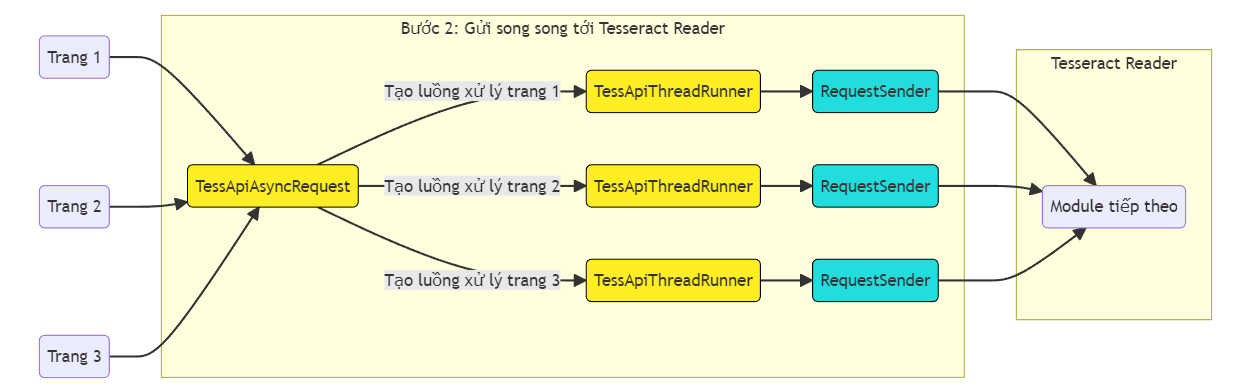 Bước 2: Gửi song song tới Tesseract Reader
Trang 1
Tesseract Reader
Tạo luồng xử lý trang 1
TessApiThreadRunner
RequestSender
TessApiAsyncRequest
Tạo luồng xử lý trang 2
TessApiThreadRunner
RequestSender
Trang 2
Module tiếp theo
Tạo luồng xử lý trang 3
TessApiThreadRunner
RequestSender
Trang 3